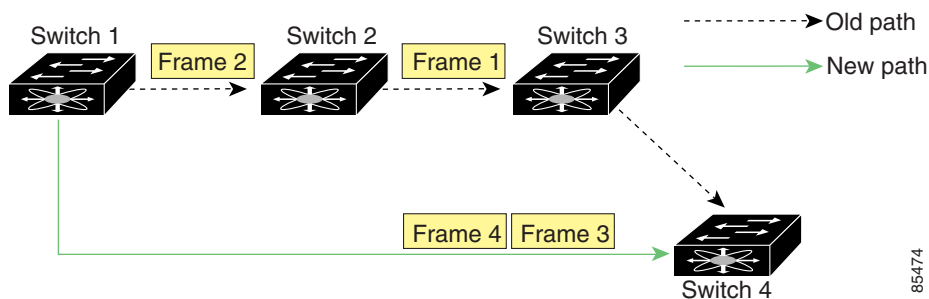 Switch 1
Switch 2
Switch 3
Old path
Frame 2
Frame 1
New path
Frame 4
Frame 3
Switch 4
85474